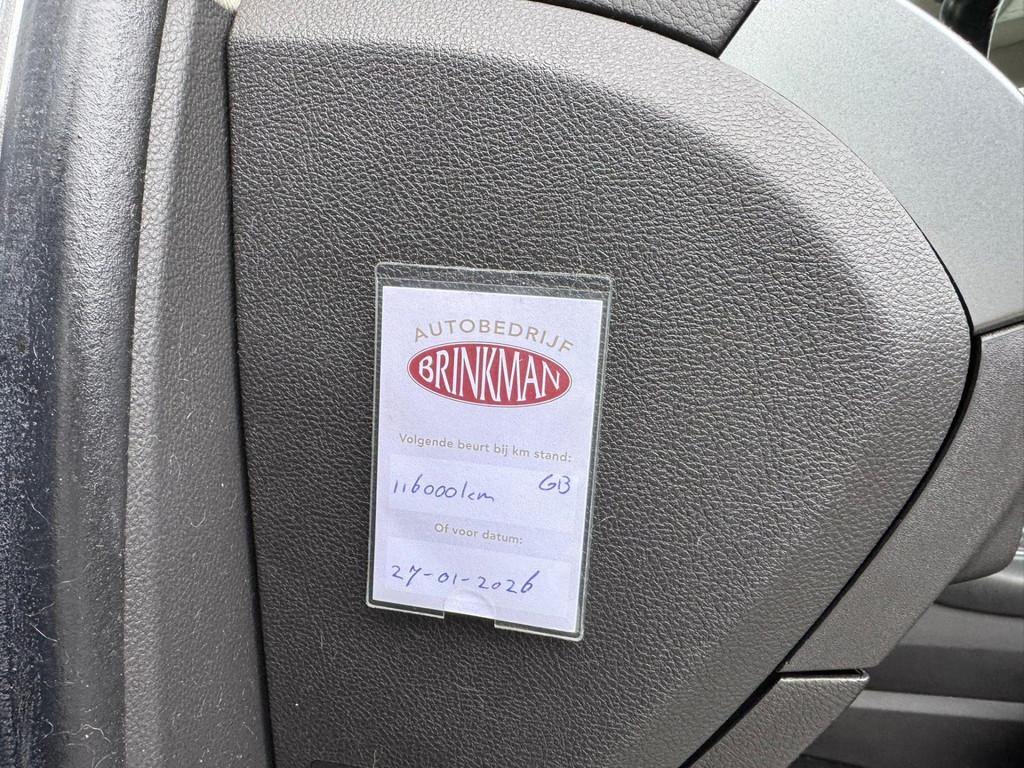 AUTOBEDRIJF
BRINKMAN
Volgende beurt bij km stand:
116000km GB
Of voor datum:
27-01-2026